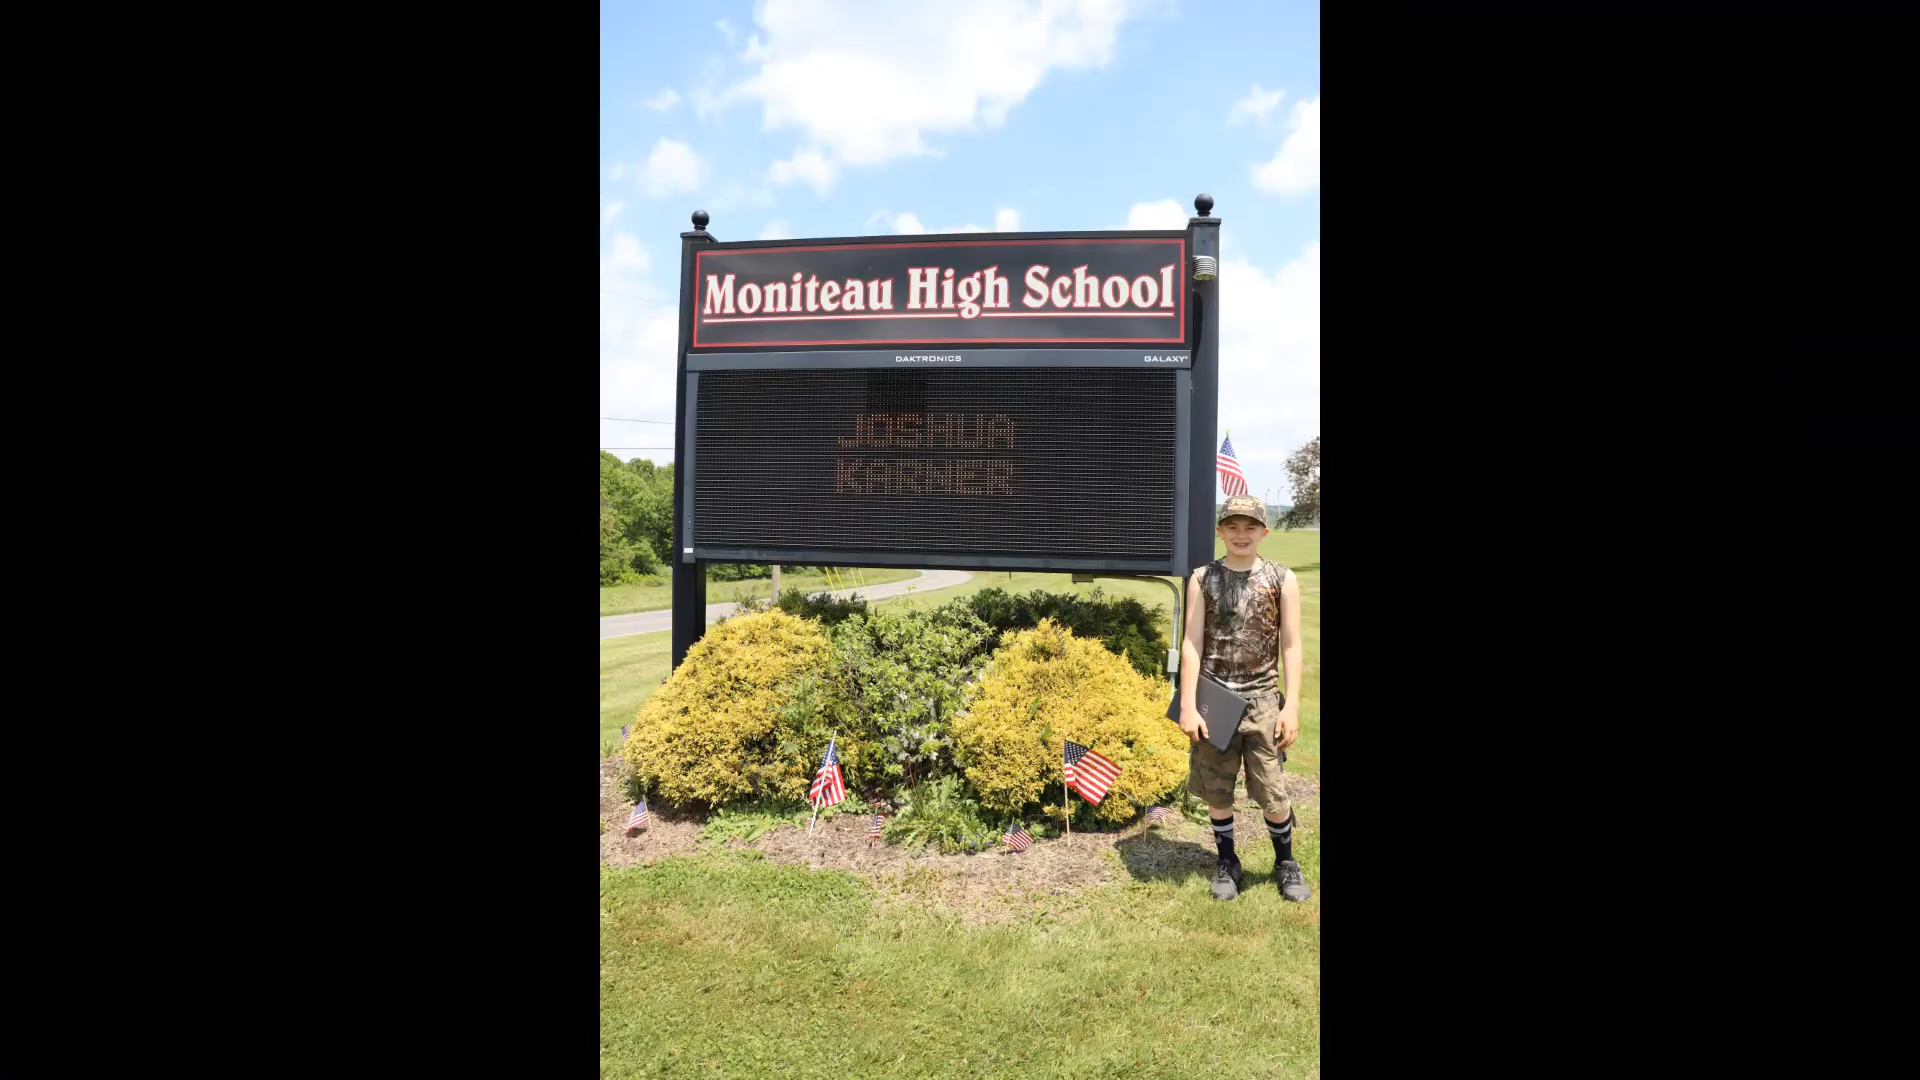 Moniteau High School
DAKTRONICS
GALAXY
JOSHUA
KARNER